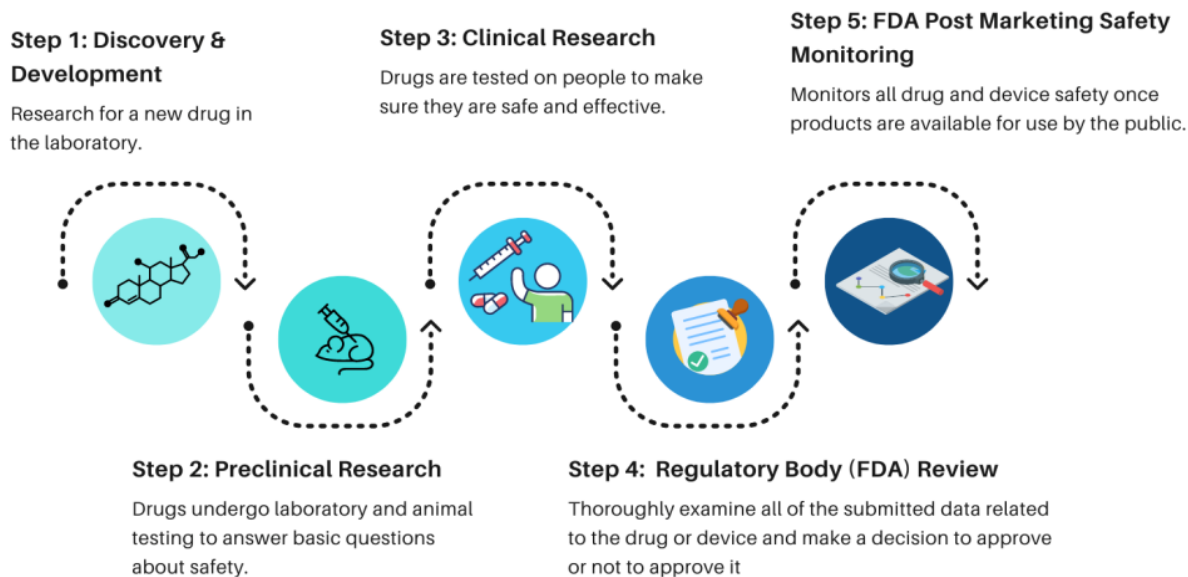 Step 1: Discovery &
Development
Research for a new drug in
the laboratory.
Step 2: Preclinical Research
Drugs undergo laboratory and animal
testing to answer basic questions
about safety.
Step 3: Clinical Research
Drugs are tested on people to make
sure they are safe and effective.
Step 4:  Regulatory Body (FDA) Review
Thoroughly examine all of the submitted data related
to the drug or device and make a decision to approve
or not to approve it
Step 5: FDA Post Marketing Safety
Monitoring
Monitors all drug and device safety once
products are available for use by the public.